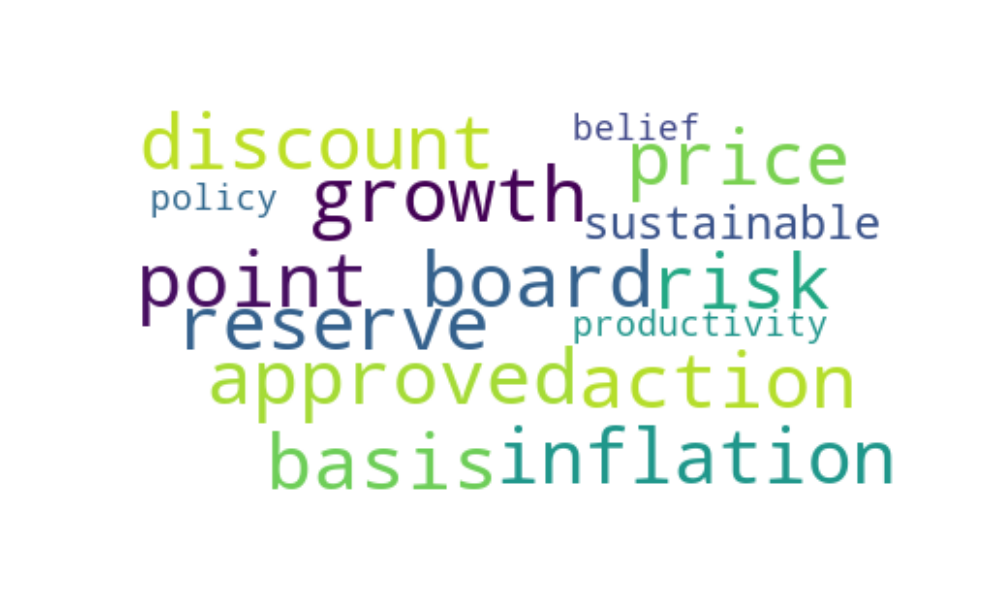 discount
belief
price
policy
growth
sustainable
point
board
risk
reserve
productivity
approved
action
basis
inflation